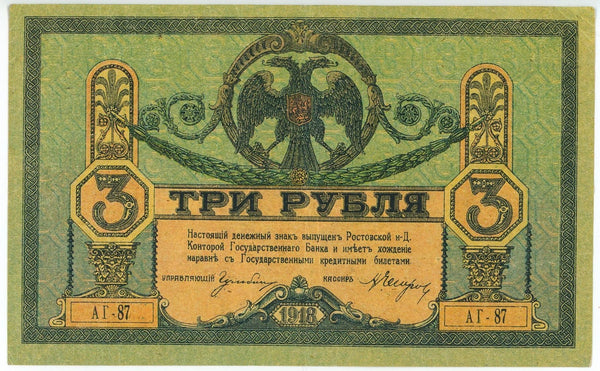 3 ТРИ РУБЛЯ 3
Настоящій денежный знакъ выпущенъ Ростовской н-Д.
Конторой Государственнаго Банка и имѣетъ хожденіе
наравнѣ съ Государственными кредитными билетами.
УПРАВЛЯЮЩІЙ КАССИРЪ
АГ-87 1918 АГ-87